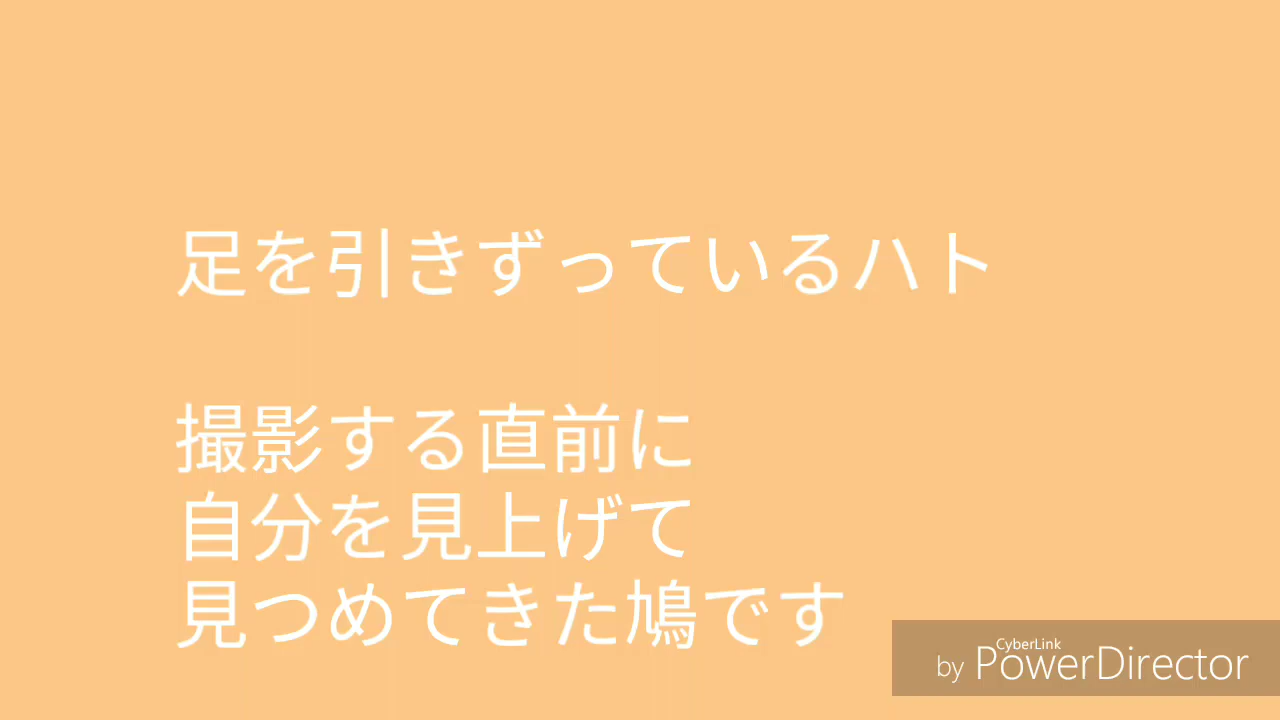 足を引きずっているハト
撮影する直前に
自分を見上げて
見つめてきた鳩です
CyberLink
by PowerDirector